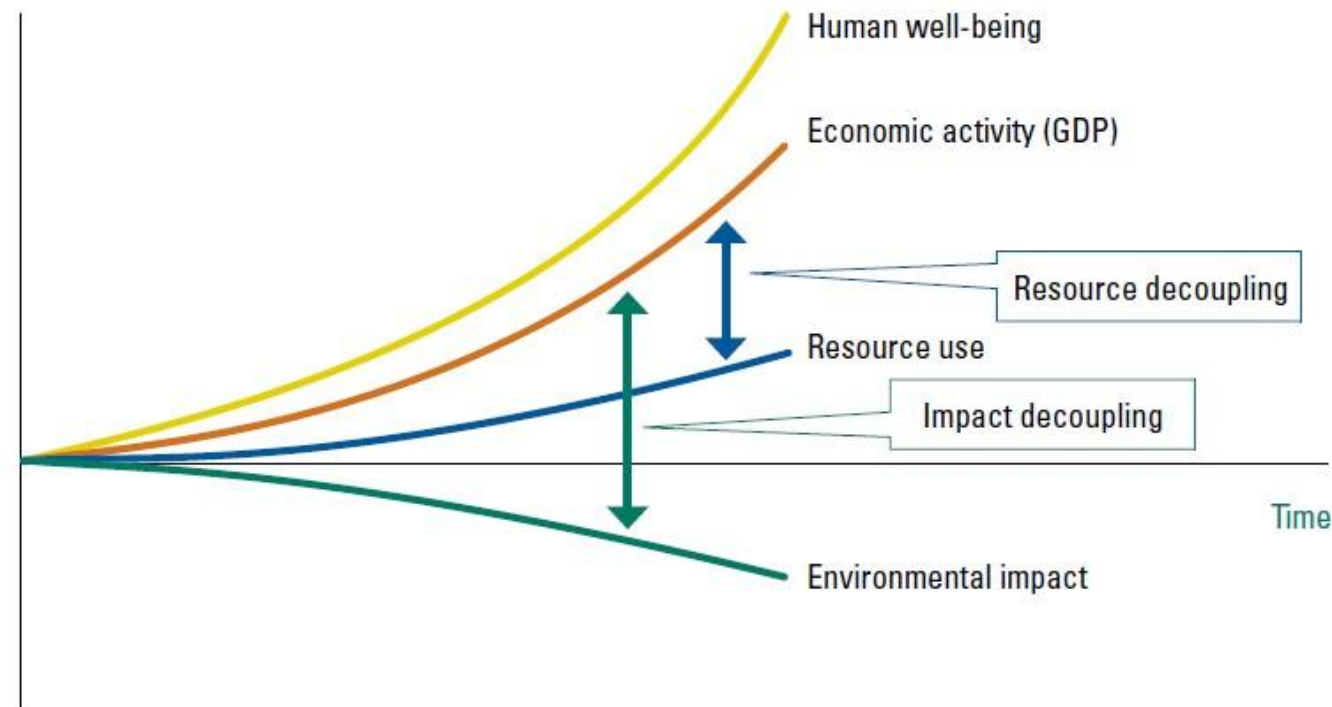 Human well-being
Economic activity (GDP)
Resource decoupling
Resource use
Impact decoupling
Time
Environmental impact